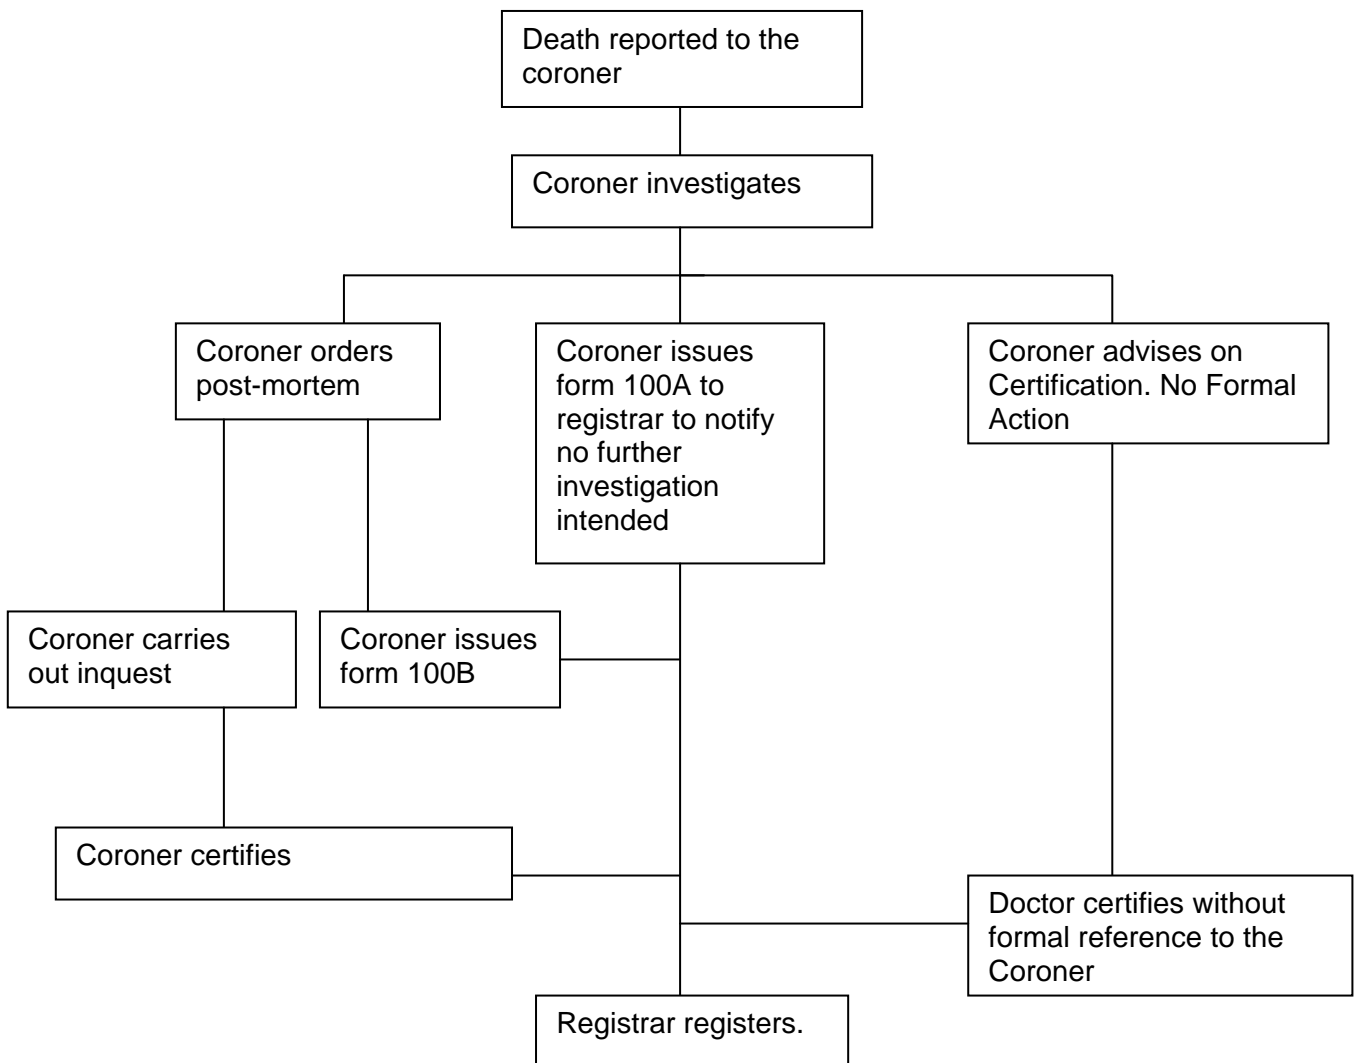 Death reported to the
coroner
Coroner investigates
Coroner orders
post-mortem
Coroner issues
form 100A to
registrar to notify
no further
investigation
intended
Coroner advises on
Certification. No Formal
Action
Coroner carries
out inquest
Coroner issues
form 100B
Coroner certifies
Doctor certifies without
formal reference to the
Coroner
Registrar registers.